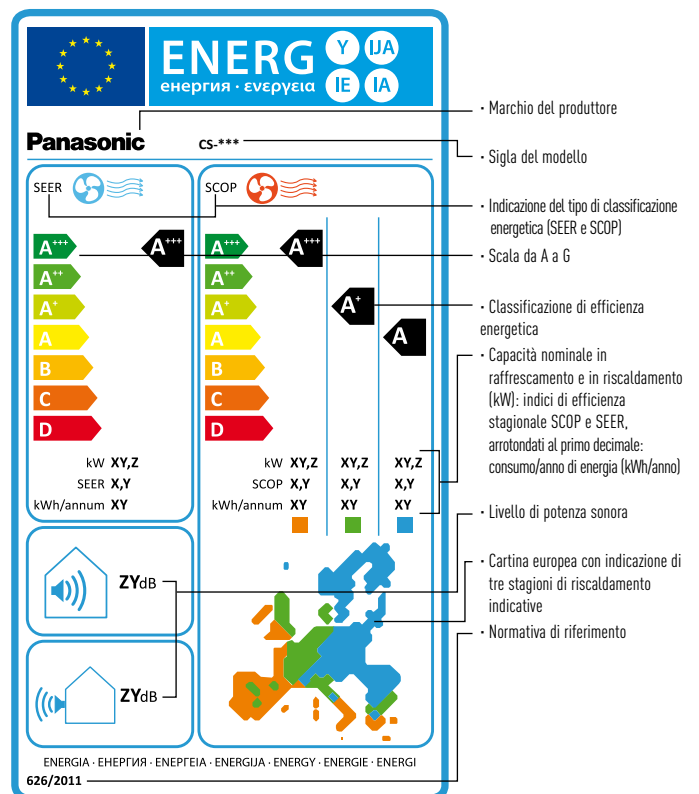 ENERG
енергия · ενεργεια
Y
IJA
IE
IA
Panasonic
CS-***
SEER
A+++
A++
A+
A
B
C
D
A+++
kW XY,Z
SEER X,Y
kWh/annum XY
SCOP
A+++
A++
A+
A
B
C
D
A+++
A+
A
kW XY,Z XY,Z XY,Z
SCOP X,Y X,Y X,Y
kWh/annum XY XY XY
ZYdB
ZYdB
ENERGIA · ЕНЕРГИЯ · ΕΝΕΡΓΕΙΑ · ENERGIJA · ENERGY · ENERGIE · ENERGI
626/2011
· Marchio del produttore
· Sigla del modello
· Indicazione del tipo di classificazione
energetica (SEER e SCOP)
· Scala da A a G
· Classificazione di efficienza
energetica
· Capacità nominale in
raffrescamento e in riscaldamento
(kW): indici di efficienza
stagionale SCOP e SEER,
arrotondati al primo decimale:
consumo/anno di energia (kWh/anno)
· Livello di potenza sonora
· Cartina europea con indicazione di
tre stagioni di riscaldamento
indicative
· Normativa di riferimento